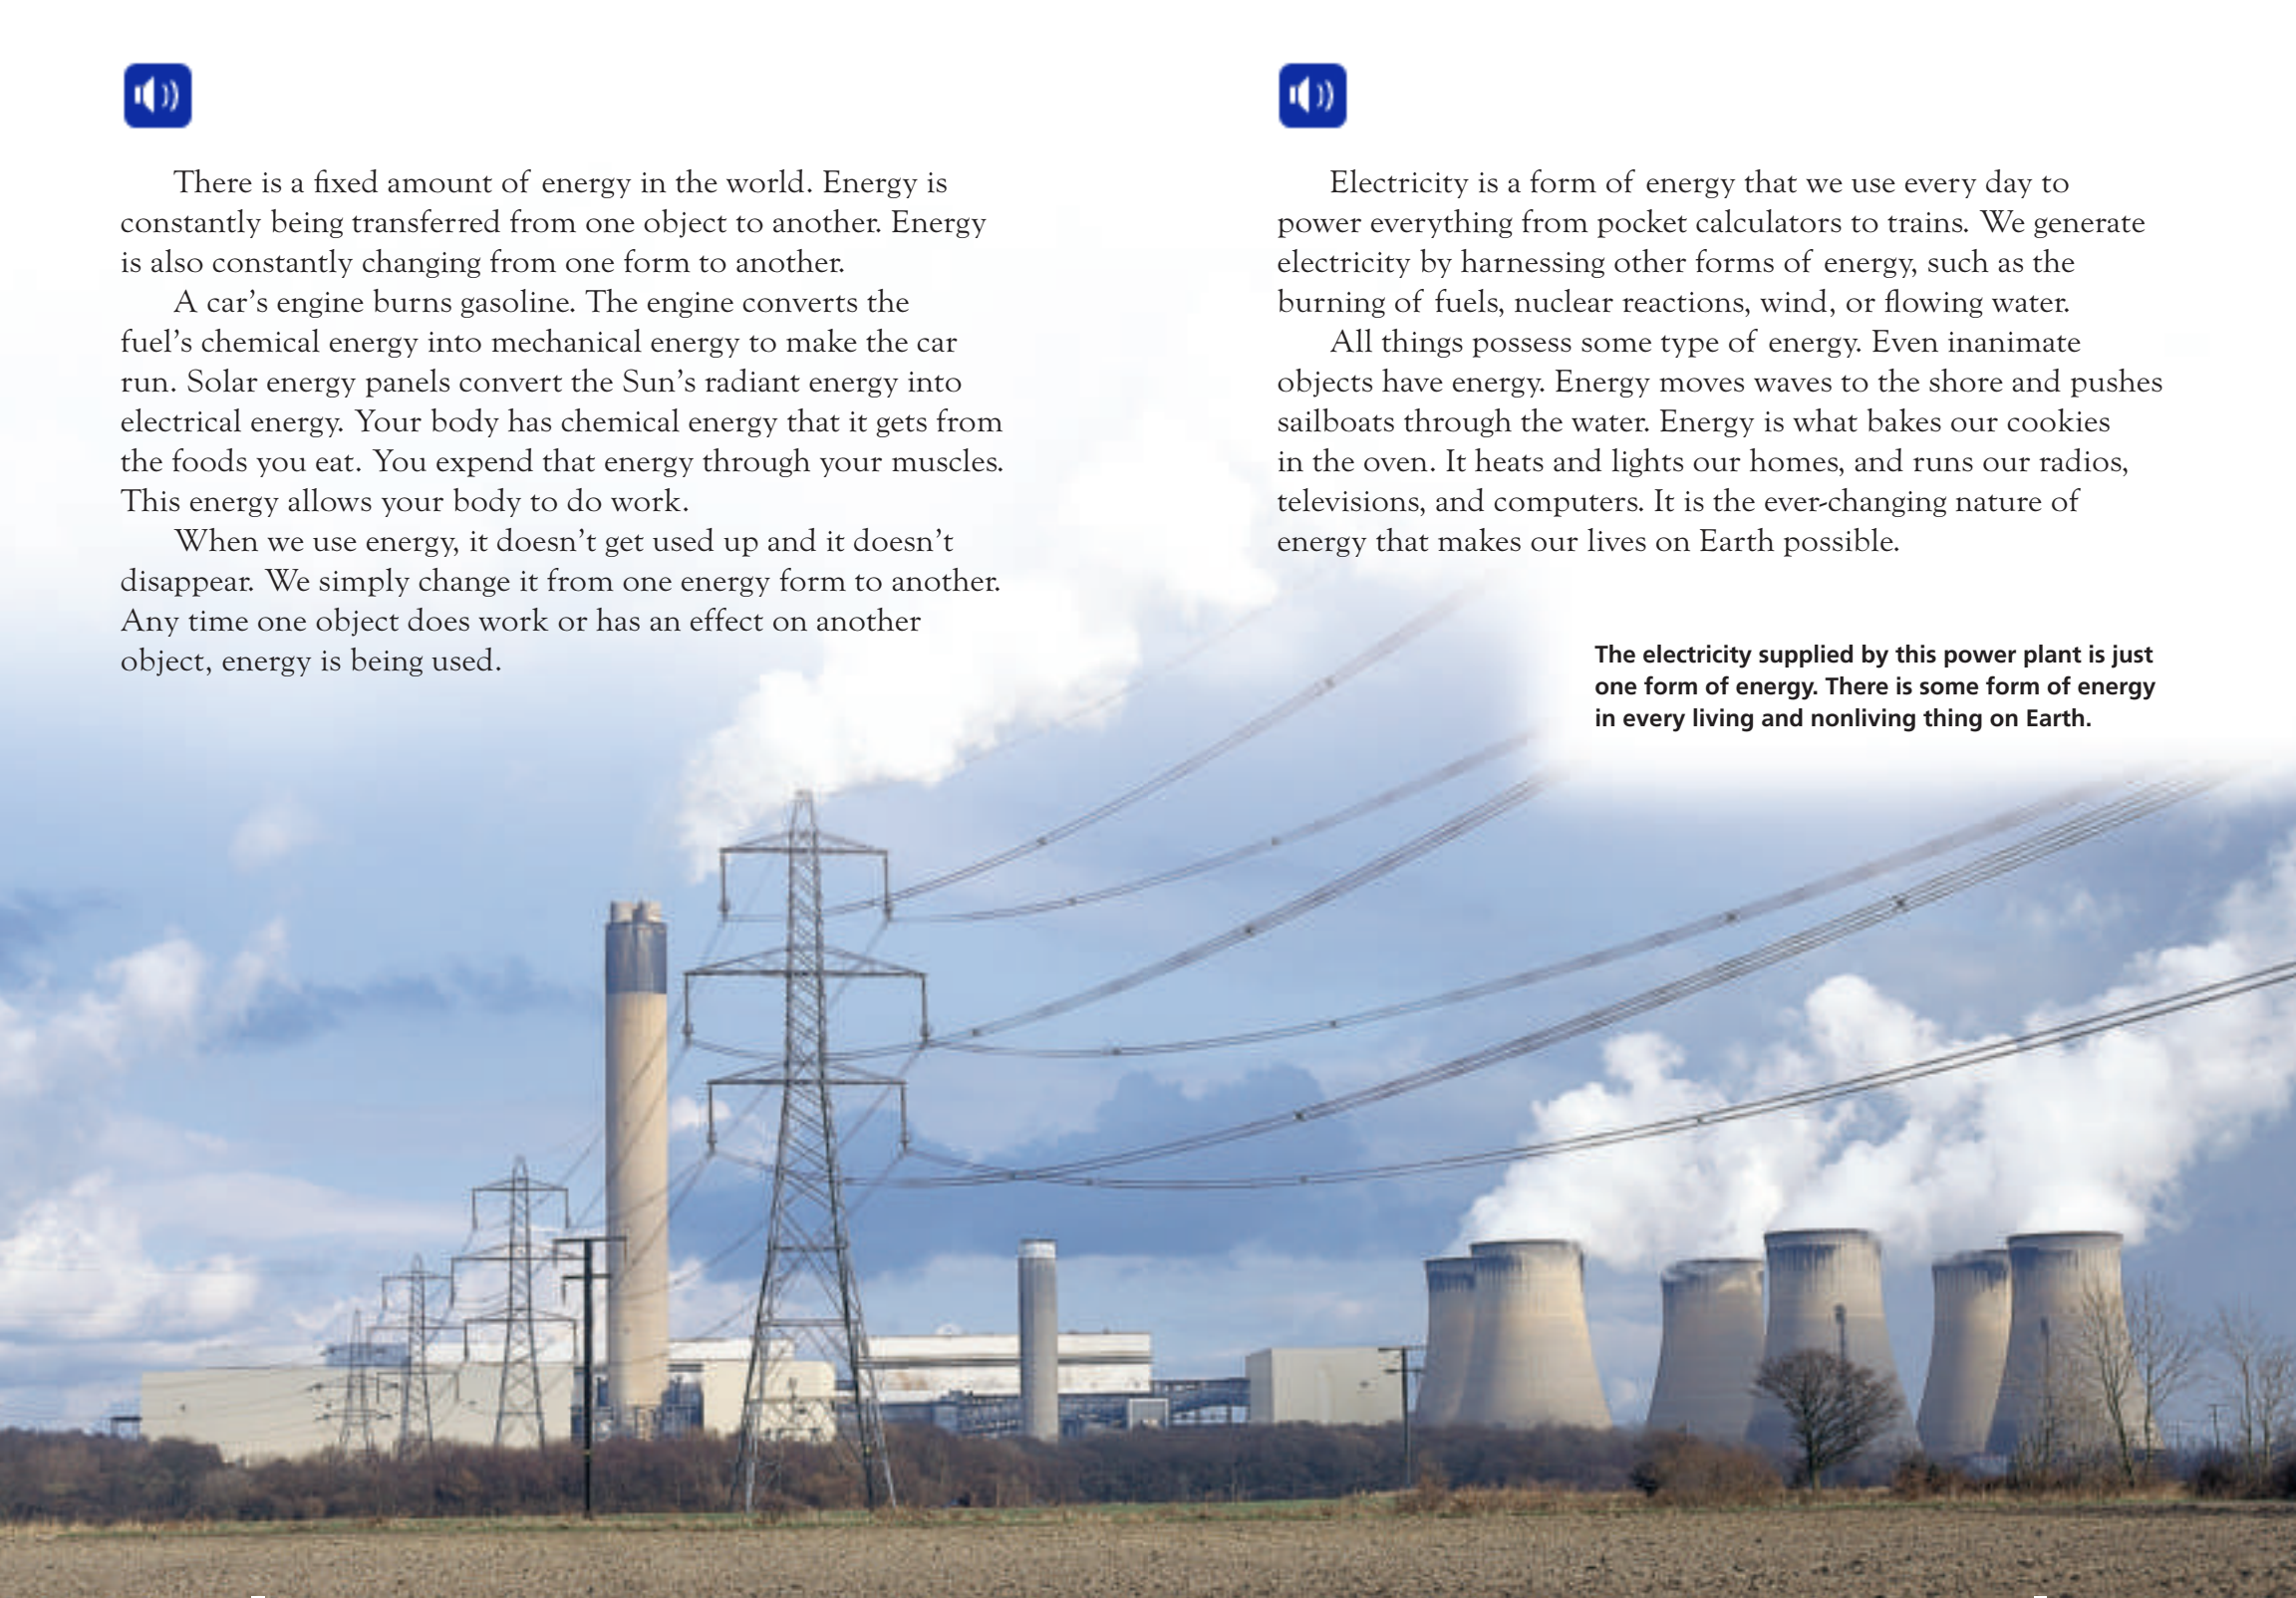 There is a fixed amount of energy in the world. Energy is
constantly being transferred from one object to another. Energy
is also constantly changing from one form to another.
A car’s engine burns gasoline. The engine converts the
fuel’s chemical energy into mechanical energy to make the car
run. Solar energy panels convert the Sun’s radiant energy into
electrical energy. Your body has chemical energy that it gets from
the foods you eat. You expend that energy through your muscles.
This energy allows your body to do work.
When we use energy, it doesn’t get used up and it doesn’t
disappear. We simply change it from one energy form to another.
Any time one object does work or has an effect on another
object, energy is being used.
Electricity is a form of energy that we use every day to
power everything from pocket calculators to trains. We generate
electricity by harnessing other forms of energy, such as the
burning of fuels, nuclear reactions, wind, or flowing water.
All things possess some type of energy. Even inanimate
objects have energy. Energy moves waves to the shore and pushes
sailboats through the water. Energy is what bakes our cookies
in the oven. It heats and lights our homes, and runs our radios,
televisions, and computers. It is the ever-changing nature of
energy that makes our lives on Earth possible.
The electricity supplied by this power plant is just
one form of energy. There is some form of energy
in every living and nonliving thing on Earth.